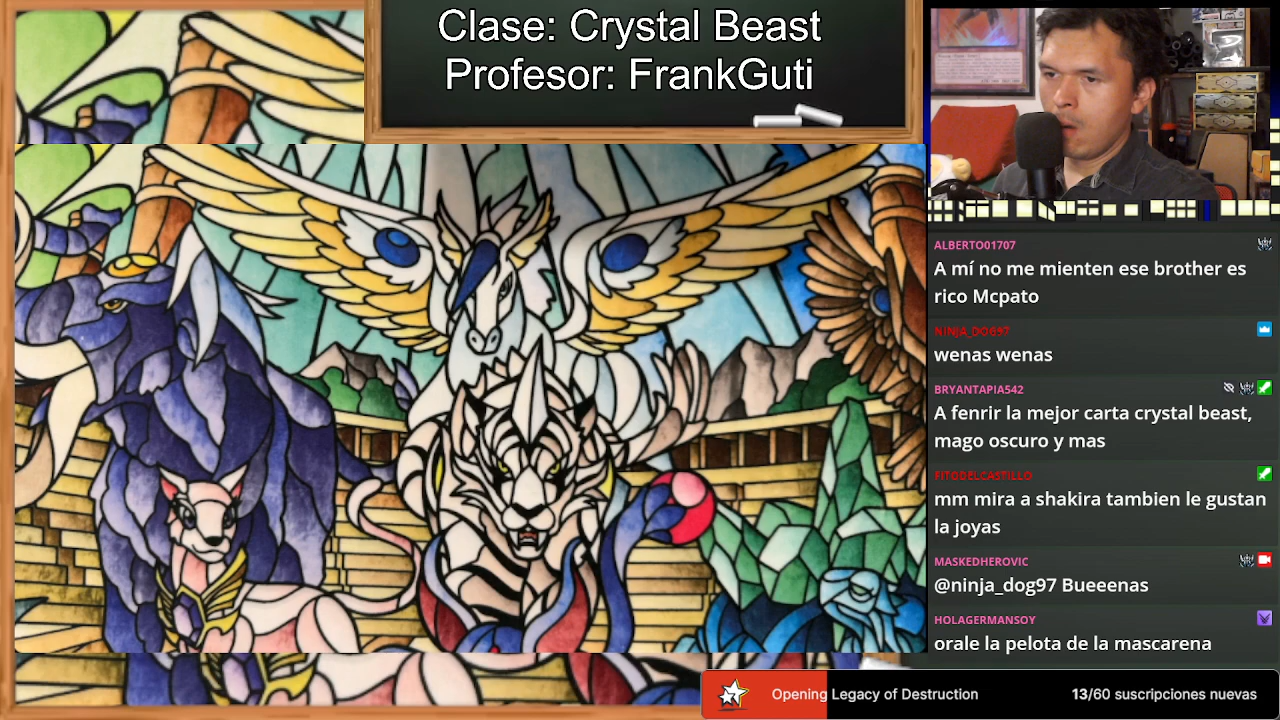 Clase: Crystal Beast
Profesor: FrankGuti
ALBERTO01707
A mí no me mienten ese brother es
rico Mcpato
NINJA_DOG97
wenas wenas
BRYANTAPIA542
A fenrir la mejor carta crystal beast,
mago oscuro y mas
FITODELCASTILLO
mm mira a shakira tambien le gustan
la joyas
MASKEDHEROVIC
@ninja_dog97 Bueeenas
HOLAGERMANSOY
orale la pelota de la mascarena
Opening Legacy of Destruction
13/60 suscripciones nuevas